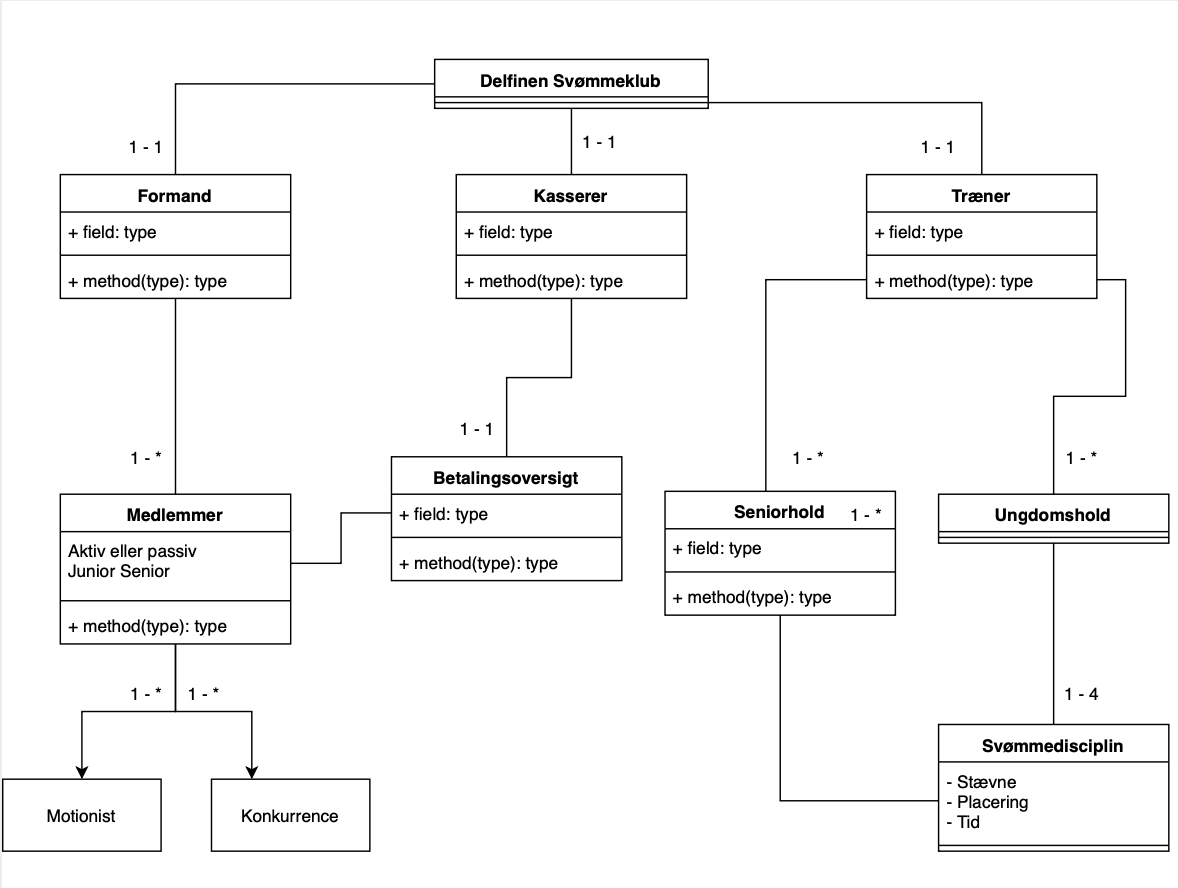 Delfinen Svømmeklub
1 - 1
1 - 1
1 - 1
Formand
+ field: type
+ method(type): type
Kasserer
+ field: type
+ method(type): type
Træner
+ field: type
+ method(type): type
1 - *
1 - 1
1 - *
1 - *
Medlemmer
Aktiv eller passiv
Junior Senior
+ method(type): type
Betalingsoversigt
+ field: type
+ method(type): type
Seniorhold
1 - *
+ field: type
+ method(type): type
Ungdomshold
1 - *
1 - *
1 - 4
Motionist
Konkurrence
Svømmedisciplin
- Stævne
- Placering
- Tid